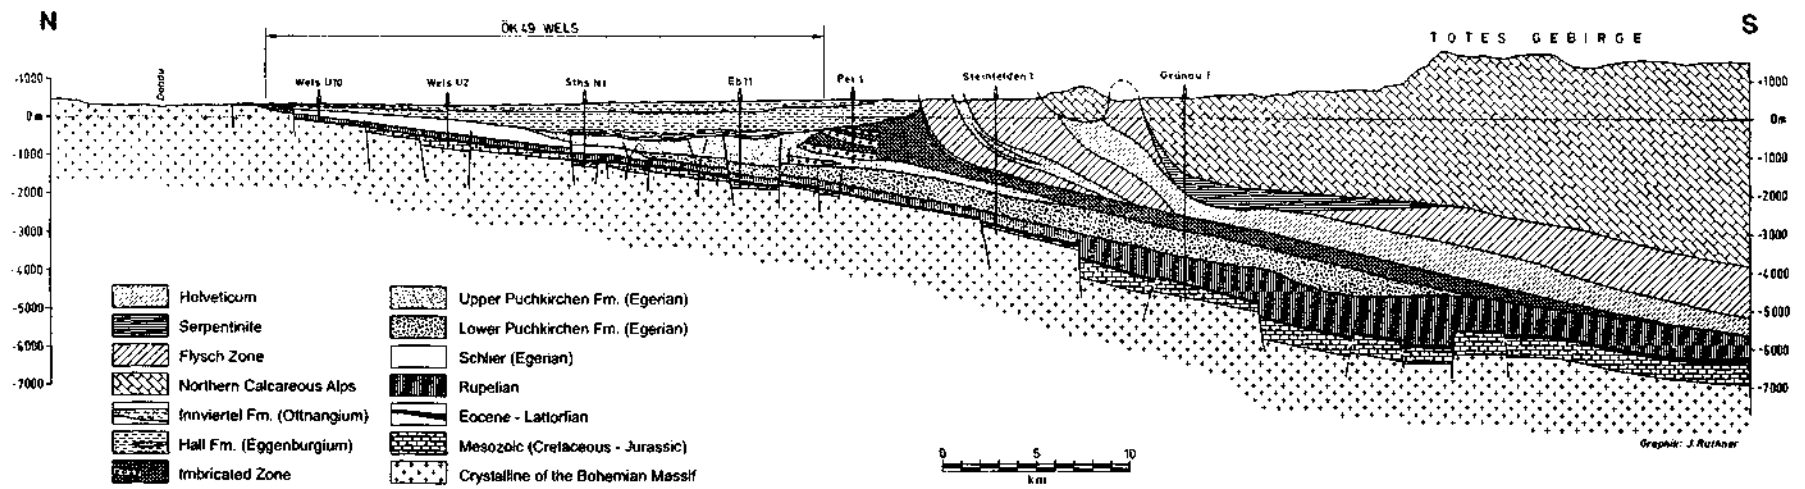 N
S
ÖK 49 WELS
TOTES GEBIRGE
Donau
Wels U10
Wels U2
Sths N1
Eb 11
Pet 1
Steinfelden 1
Grünau 1
-1000
0 m
-1000
-2000
-3000
-4000
-5000
-6000
-7000
+1000
0m
-1000
-2000
-3000
-4000
-5000
-6000
-7000
Helveticum
Serpentinite
Flysch Zone
Northern Calcareous Alps
Innviertel Fm. (Ottnangium)
Hall Fm. (Eggenburgium)
Imbricated Zone
Upper Puchkirchen Fm. (Egerian)
Lower Puchkirchen Fm. (Egerian)
Schlier (Egerian)
Rupelian
Eocene - Lattorfian
Mesozoic (Cretaceous - Jurassic)
Crystalline of the Bohemian Massif
0 5 10
km
Graphik: J. Ruthner